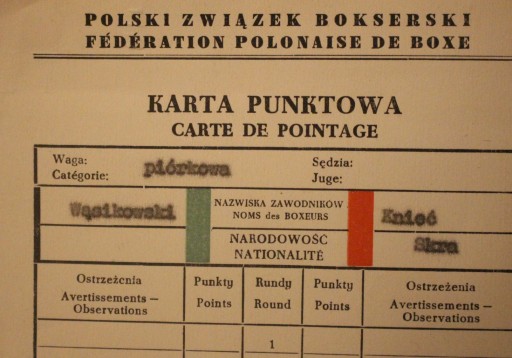 POLSKI ZWIĄZEK BOKSERSKI
FÉDÉRATION POLONAISE DE BOXE
KARTA PUNKTOWA
CARTE DE POINTAGE
Waga: piórkowa Sędzia:
Catégorie: Juge:
Wąsikowski NAZWISKA ZAWODNIKÓW Knieć
NOMS des BOXEURS
NARODOWOŚĆ Skra
NATIONALITÉ
Ostrzeżenia Punkty Rundy Punkty Ostrzeżenia
Avertissements — Points Round Points Avertissements —
Observations Observations
1